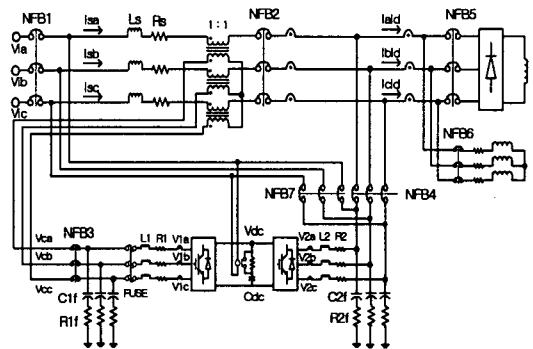 NFB1
isa
Ls
Rs
1 : 1
NFB2
iald
NFB5
Via
isb
ibld
Vib
isc
icld
Vic
NFB6
NFB7
NFB4
Vca
NFB3
L1
R1
V1a
Vdc
V2a
L2
R2
Vcb
V1b
V2b
Vcc
V1c
V2c
C1f
FUSE
Cdc
C2f
R1f
R2f